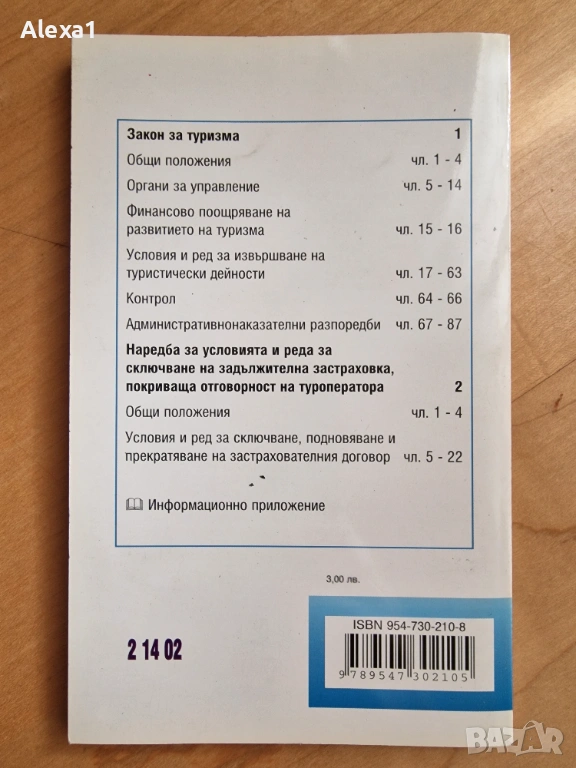 Alexa1
Закон за туризма 1
Общи положения чл. 1 - 4
Органи за управление чл. 5 - 14
Финансово поощряване на
развитието на туризма чл. 15 - 16
Условия и ред за извършване на
туристически дейности чл. 17 - 63
Контрол чл. 64 - 66
Административнонаказателни разпоредби чл. 67 - 87
Наредба за условията и реда за
сключване на задължителна застраховка,
покриваща отговорност на туроператора 2
Общи положения чл. 1 - 4
Условия и ред за сключване, подновяване и
прекратяване на застрахователния договор чл. 5 - 22
Информационно приложение
3,00 лв.
ISBN 954-730-210-8
2 14 02
9 789547 302105
BAZAR